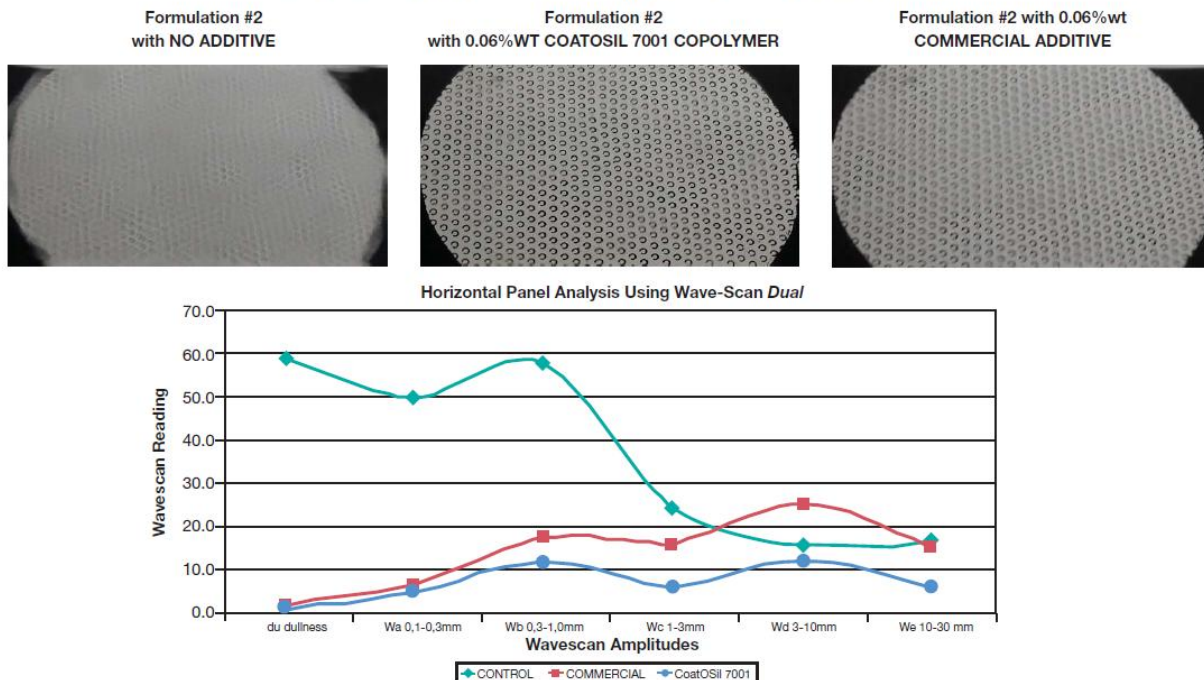 Formulation #2
with NO ADDITIVE
Formulation #2
with 0.06%WT COATOSIL 7001 COPOLYMER
Formulation #2 with 0.06%wt
COMMERCIAL ADDITIVE
Horizontal Panel Analysis Using Wave-Scan Dual
Wavescan Reading
70.0
60.0
50.0
40.0
30.0
20.0
10.0
0.0
du dullness
Wa 0,1-0,3mm
Wb 0,3-1,0mm
Wc 1-3mm
Wd 3-10mm
We 10-30 mm
Wavescan Amplitudes
CONTROL
COMMERCIAL
CoatOSil 7001